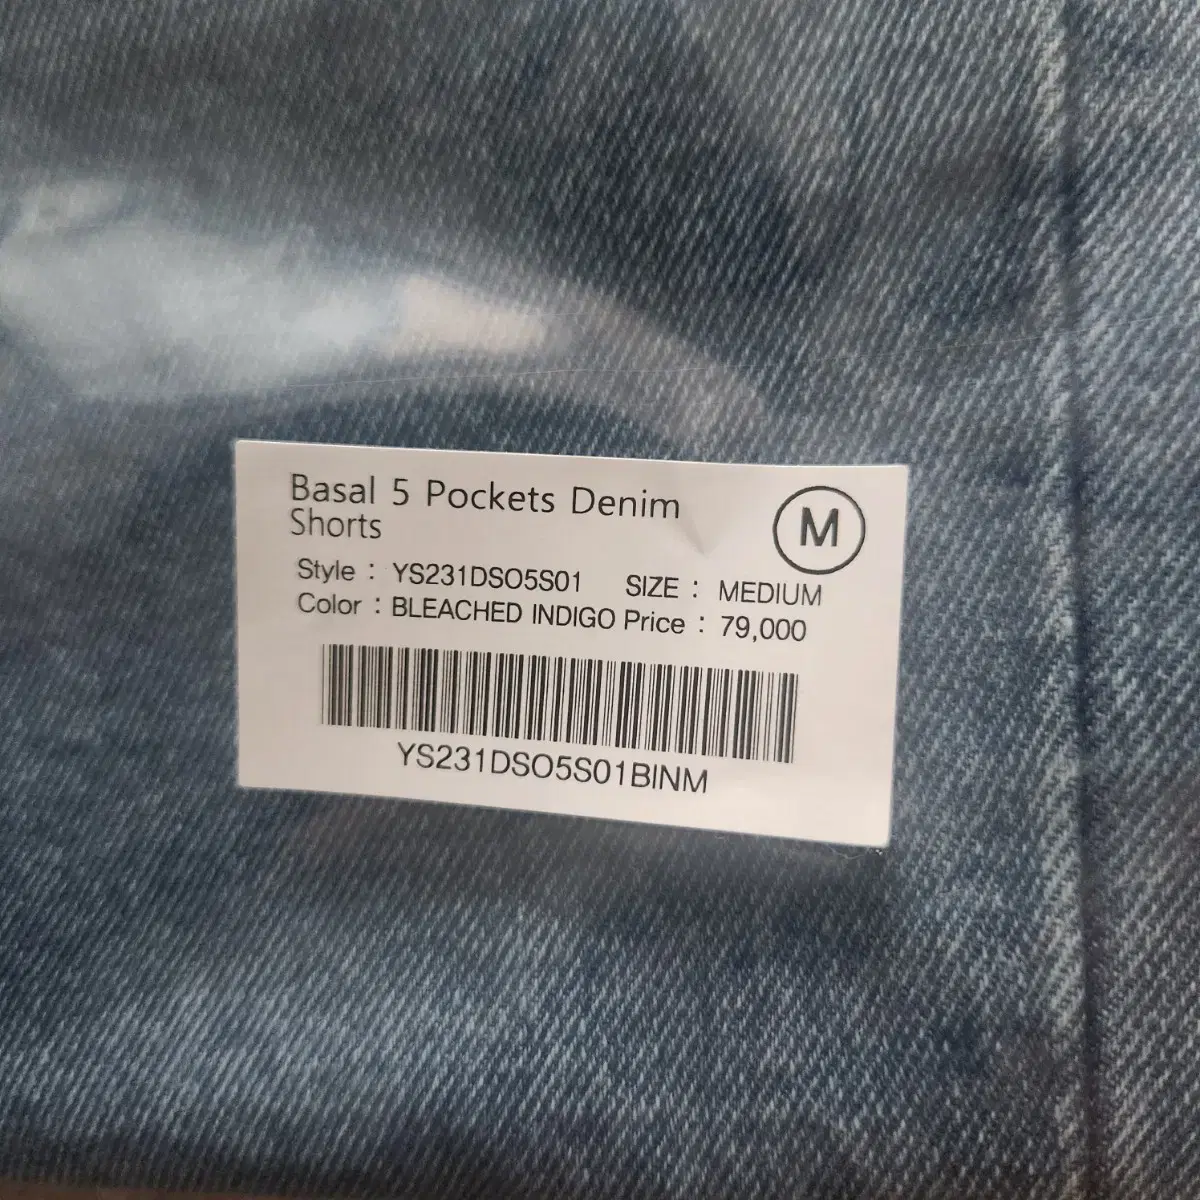 Basal 5 Pockets Denim
Shorts
M
Style : YS231DSO5S01 SIZE : MEDIUM
Color : BLEACHED INDIGO Price : 79,000
YS231DSO5S01BINM